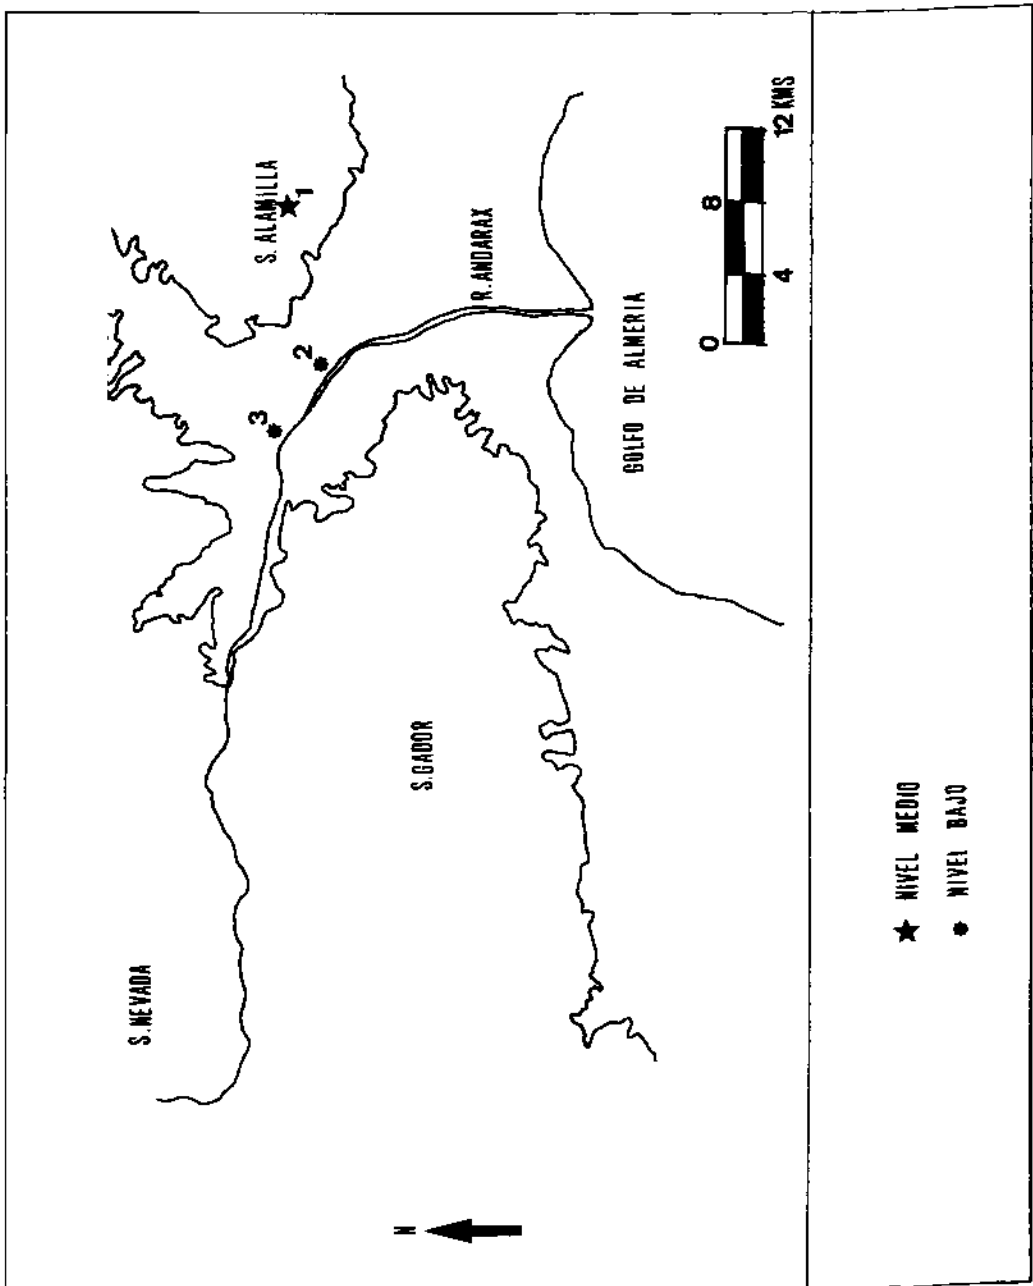 S. NEVADA
S. ALAMILLA
1
2
3
S. GADOR
R. ANDARAX
GOLFO DE ALMERIA
N
0 4 8 12 KMS
NIVEL MEDIO
NIVEL BAJO